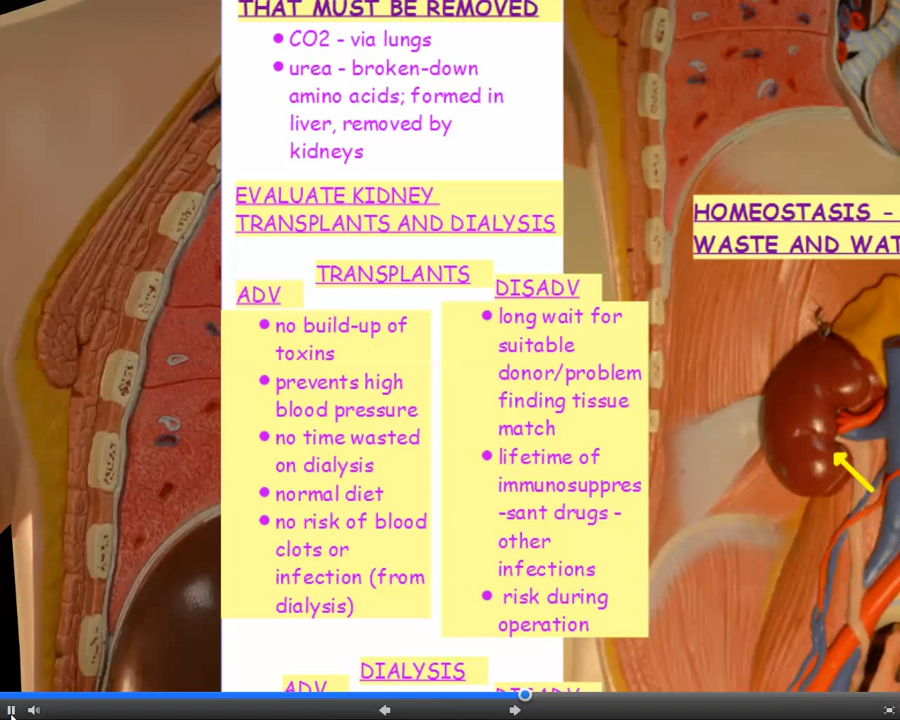 THAT MUST BE REMOVED
CO2 - via lungs
urea - broken-down
amino acids; formed in
liver, removed by
kidneys
EVALUATE KIDNEY
TRANSPLANTS AND DIALYSIS
TRANSPLANTS
ADV
no build-up of
toxins
prevents high
blood pressure
no time wasted
on dialysis
normal diet
no risk of blood
clots or
infection (from
dialysis)
DISADV
long wait for
suitable
donor/problem
finding tissue
match
lifetime of
immunosuppres
-sant drugs -
other
infections
risk during
operation
DIALYSIS
ADV
DISADV
HOMEOSTASIS -
WASTE AND WAT